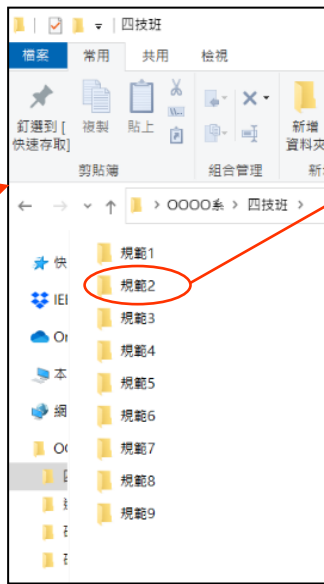 四技班
檔案 常用 共用 檢視
釘選到 [
快速存取]
複製 貼上
新增
資料夾
剪貼簿 組合管理
OOOO系 > 四技班 >
快
規範1
規範2
規範3
規範4
規範5
規範6
規範7
規範8
規範9
本
網